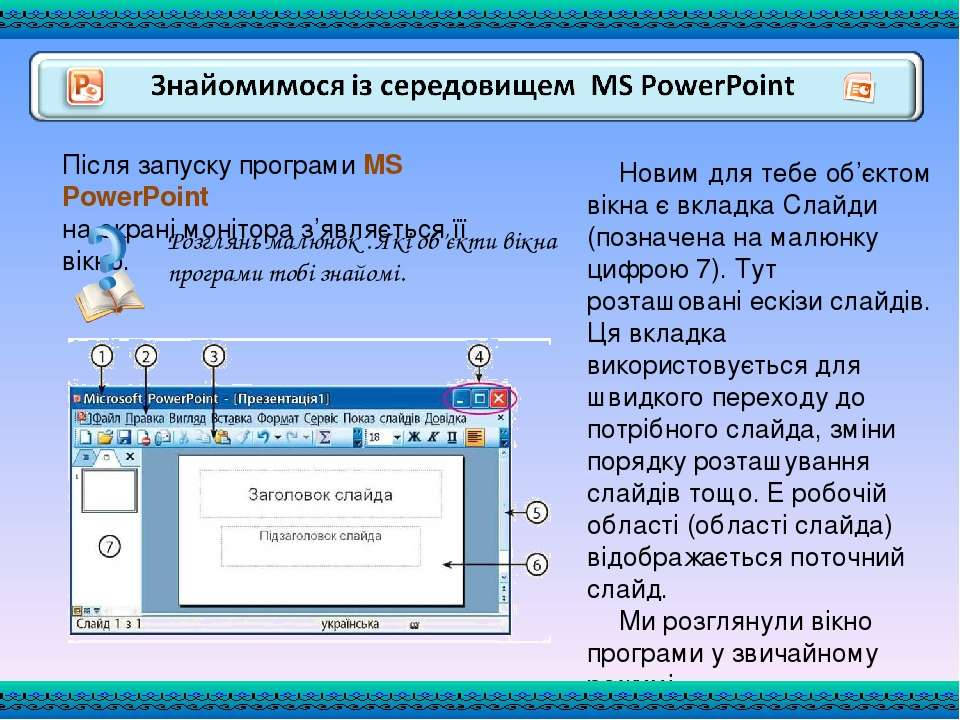 Знайомимося із середовищем MS PowerPoint
Після запуску програми MS
PowerPoint
на екрані монітора з’являється її
вікно.
Розглянь малюнок . Які об'єкти вікна
програми тобі знайомі.
1 2 3 4
Microsoft PowerPoint - [Презентація1]
Файл Правка Вигляд Вставка Формат Сервіс Показ слайдів Довідка
18 Ж К П
1
Заголовок слайда
Підзаголовок слайда
5
7
6
Слайд 1 з 1 українська
Новим для тебе об’єктом
вікна є вкладка Слайди
(позначена на малюнку
цифрою 7). Тут
розташовані ескізи слайдів.
Ця вкладка
використовується для
швидкого переходу до
потрібного слайда, зміни
порядку розташування
слайдів тощо. Е робочій
області (області слайда)
відображається поточний
слайд.
Ми розглянули вікно
програми у звичайному